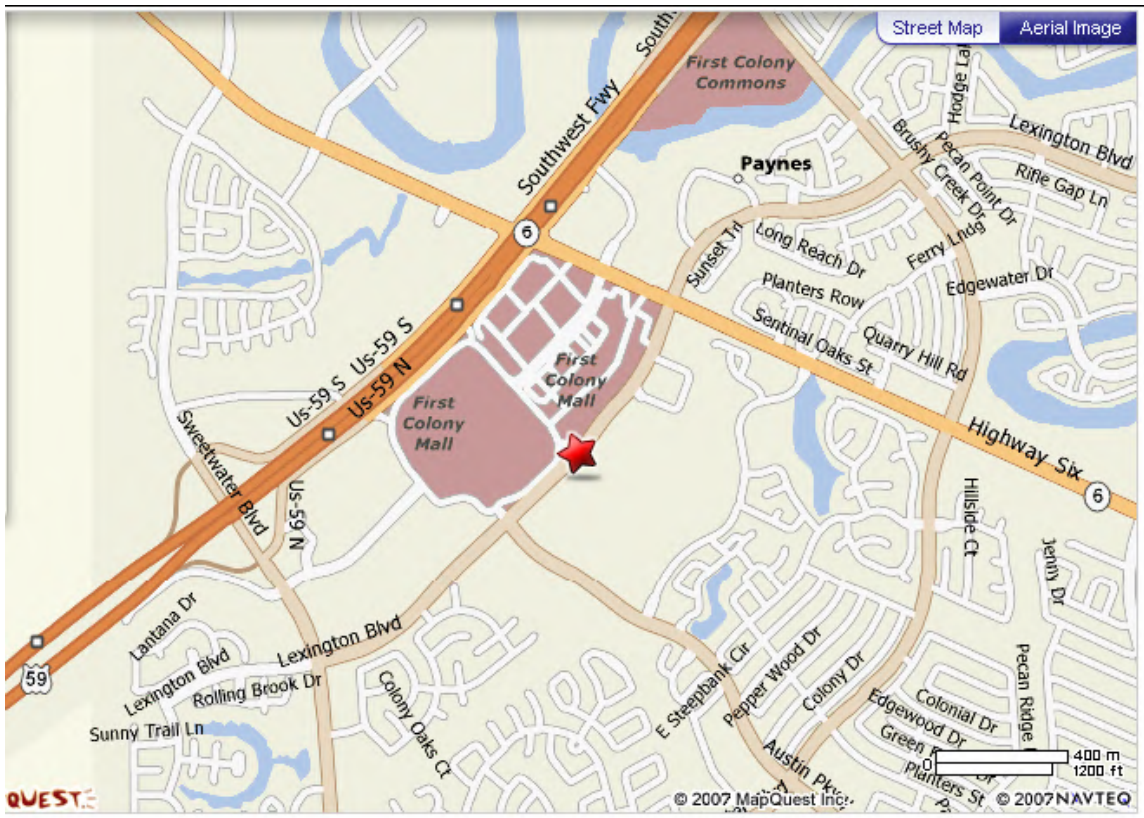 Street Map
Aerial Image
South
First Colony
Commons
Southwest Fwy
Hodge La
Lexington Blvd
Brushy Creek Dr
Pecan Point Dr
Rifle Gap Ln
Paynes
6
Sunset Trl
Long Reach Dr
Ferry Lndg
Edgewater Dr
Planters Row
Sentinal Oaks St
Quarry Hill Rd
Us-59 S
Us-59 S
Us-59 N
First
Colony
Mall
First
Colony
Mall
Sweetwater Blvd
Us-59 N
Highway Six
6
Hillside Ct
Jenny Dr
Lantana Dr
Lexington Blvd
Lexington Blvd
Rolling Brook Dr
59
Sunny Trail Ln
Colony Oaks Ct
E Steepbank Cir
Pepper Wood Dr
Colony Dr
Pecan Ridge
Colonial Dr
Edgewood Dr
Green
Dr
Planters St
Austin Pky
0
400 m
1200 ft
QUEST
© 2007 MapQuest Inc.
© 2007 NAVTEQ